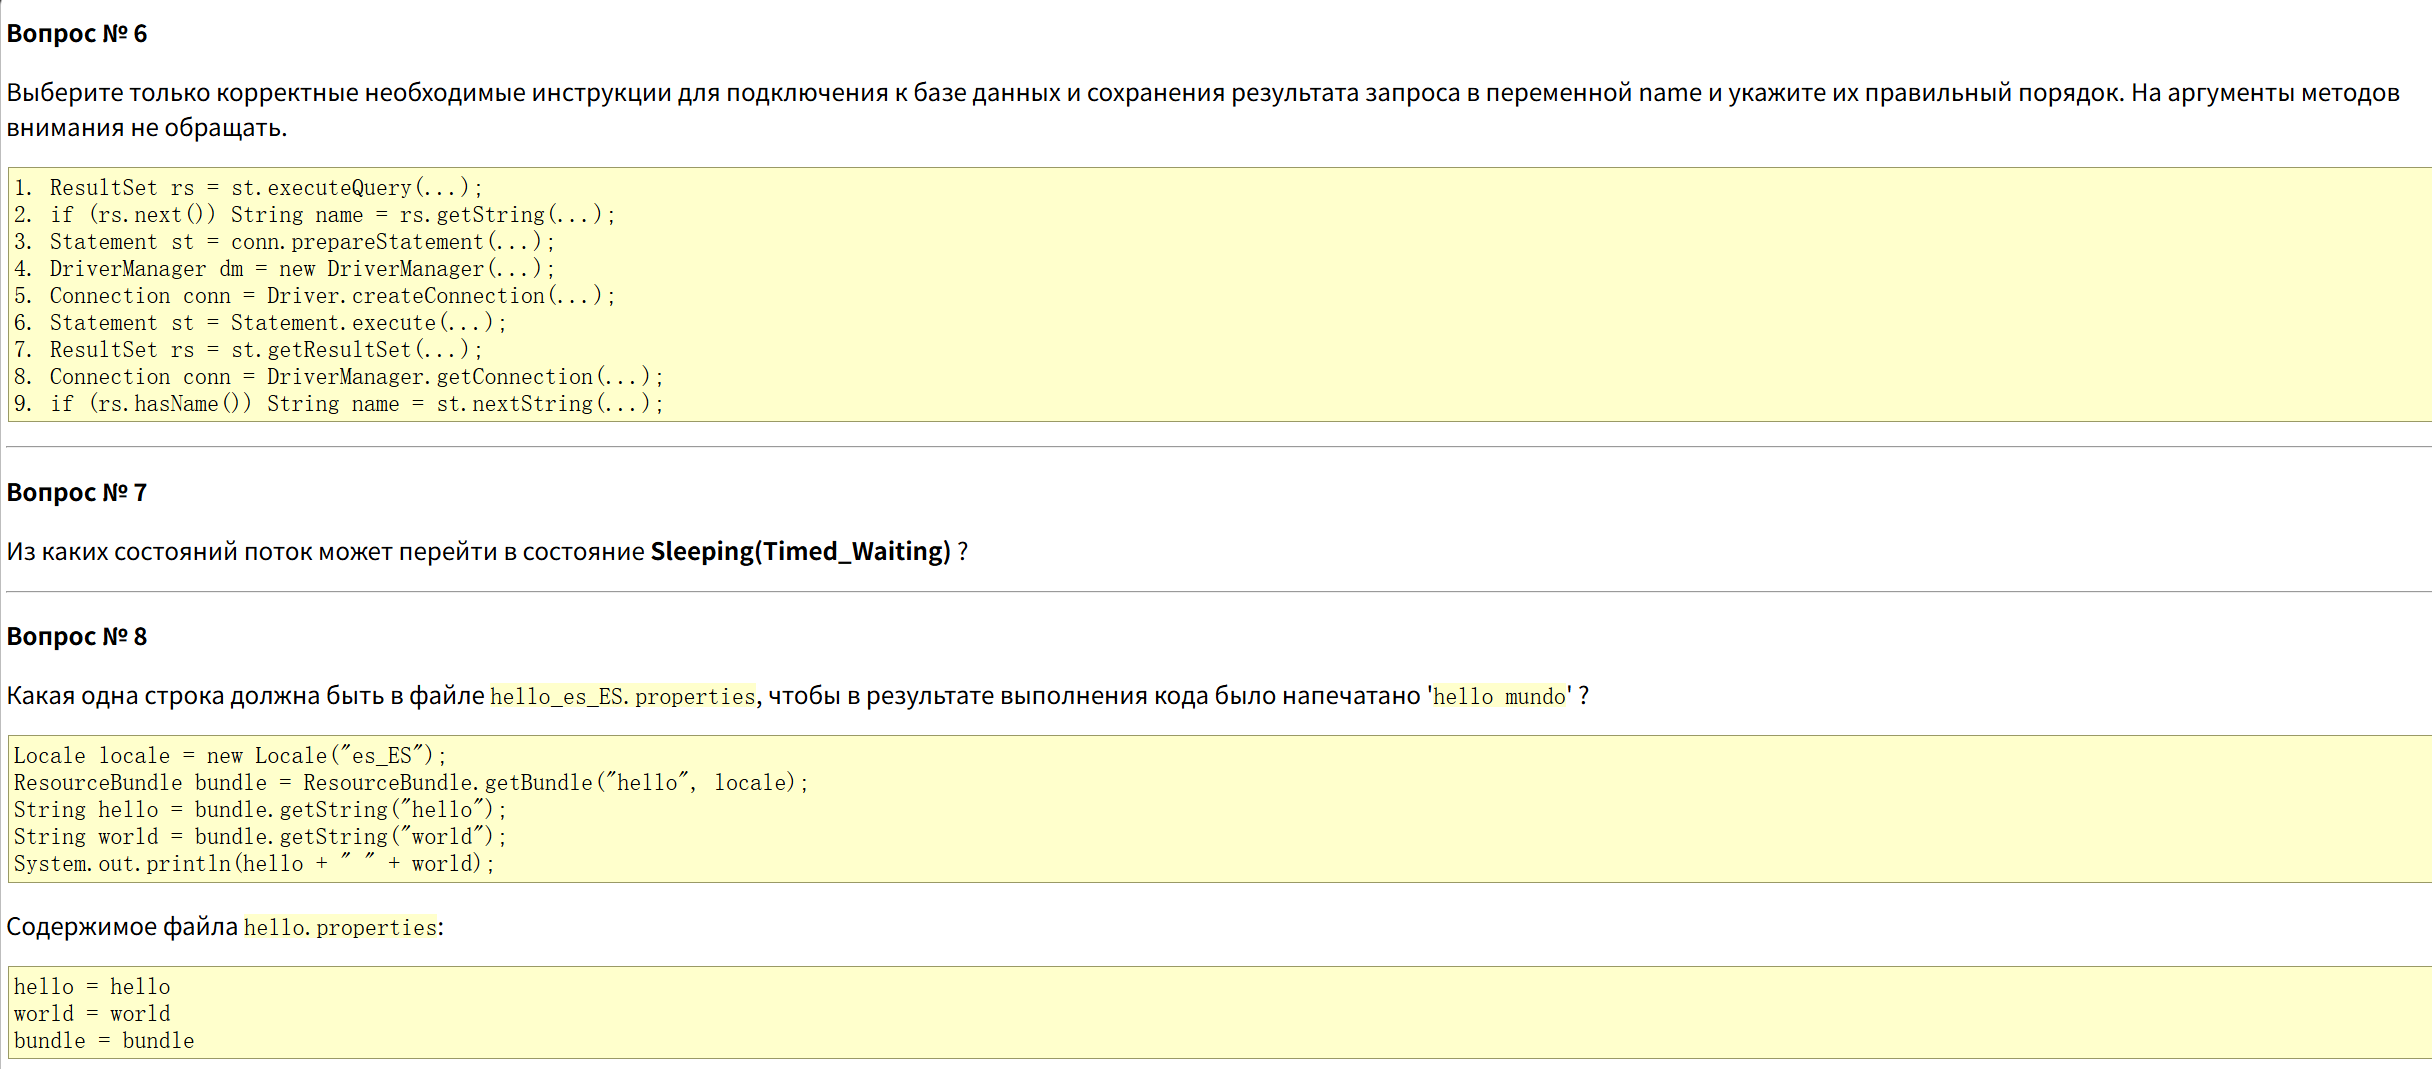 Вопрос № 6
Выберите только корректные необходимые инструкции для подключения к базе данных и сохранения результата запроса в переменной name и укажите их правильный порядок. На аргументы методов
внимания не обращать.
1. ResultSet rs = st.executeQuery(...);
2. if (rs.next()) String name = rs.getString(...);
3. Statement st = conn.prepareStatement(...);
4. DriverManager dm = new DriverManager(...);
5. Connection conn = Driver.createConnection(...);
6. Statement st = Statement.execute(...);
7. ResultSet rs = st.getResultSet(...);
8. Connection conn = DriverManager.getConnection(...);
9. if (rs.hasName()) String name = st.nextString(...);
Вопрос № 7
Из каких состояний поток может перейти в состояние Sleeping(Timed_Waiting) ?
Вопрос № 8
Какая одна строка должна быть в файле hello_es_ES.properties, чтобы в результате выполнения кода было напечатано 'hello mundo' ?
Locale locale = new Locale("es_ES");
ResourceBundle bundle = ResourceBundle.getBundle("hello", locale);
String hello = bundle.getString("hello");
String world = bundle.getString("world");
System.out.println(hello + " " + world);
Содержимое файла hello.properties:
hello = hello
world = world
bundle = bundle